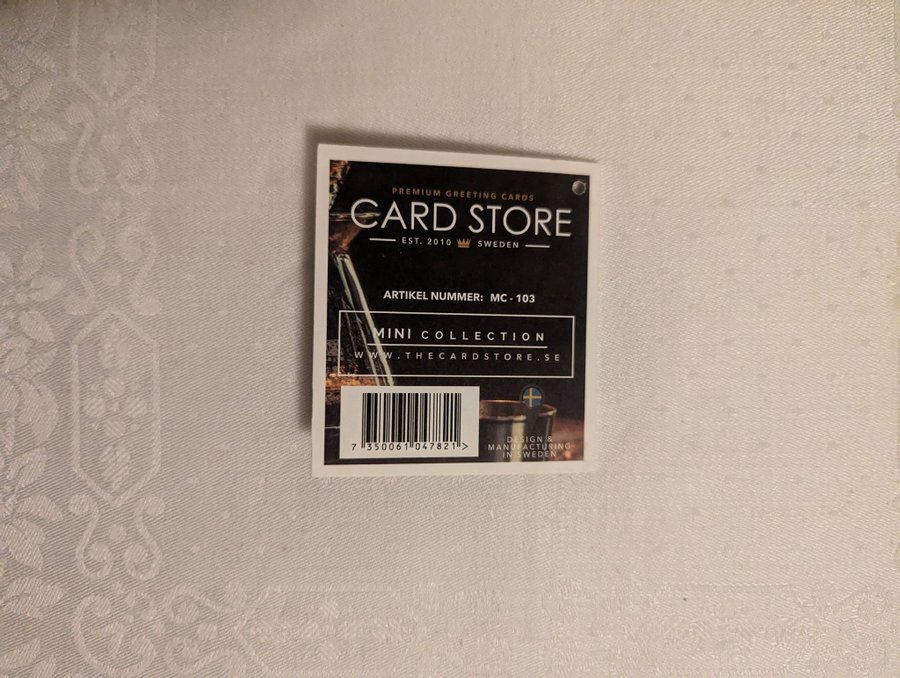 PREMIUM GREETING CARDS
CARD STORE
EST. 2010 SWEDEN
ARTIKEL NUMMER: MC - 103
MINI COLLECTION
WWW.THECARDSTORE.SE
7 350061 047821 >
DESIGN &
MANUFACTURING
IN SWEDEN